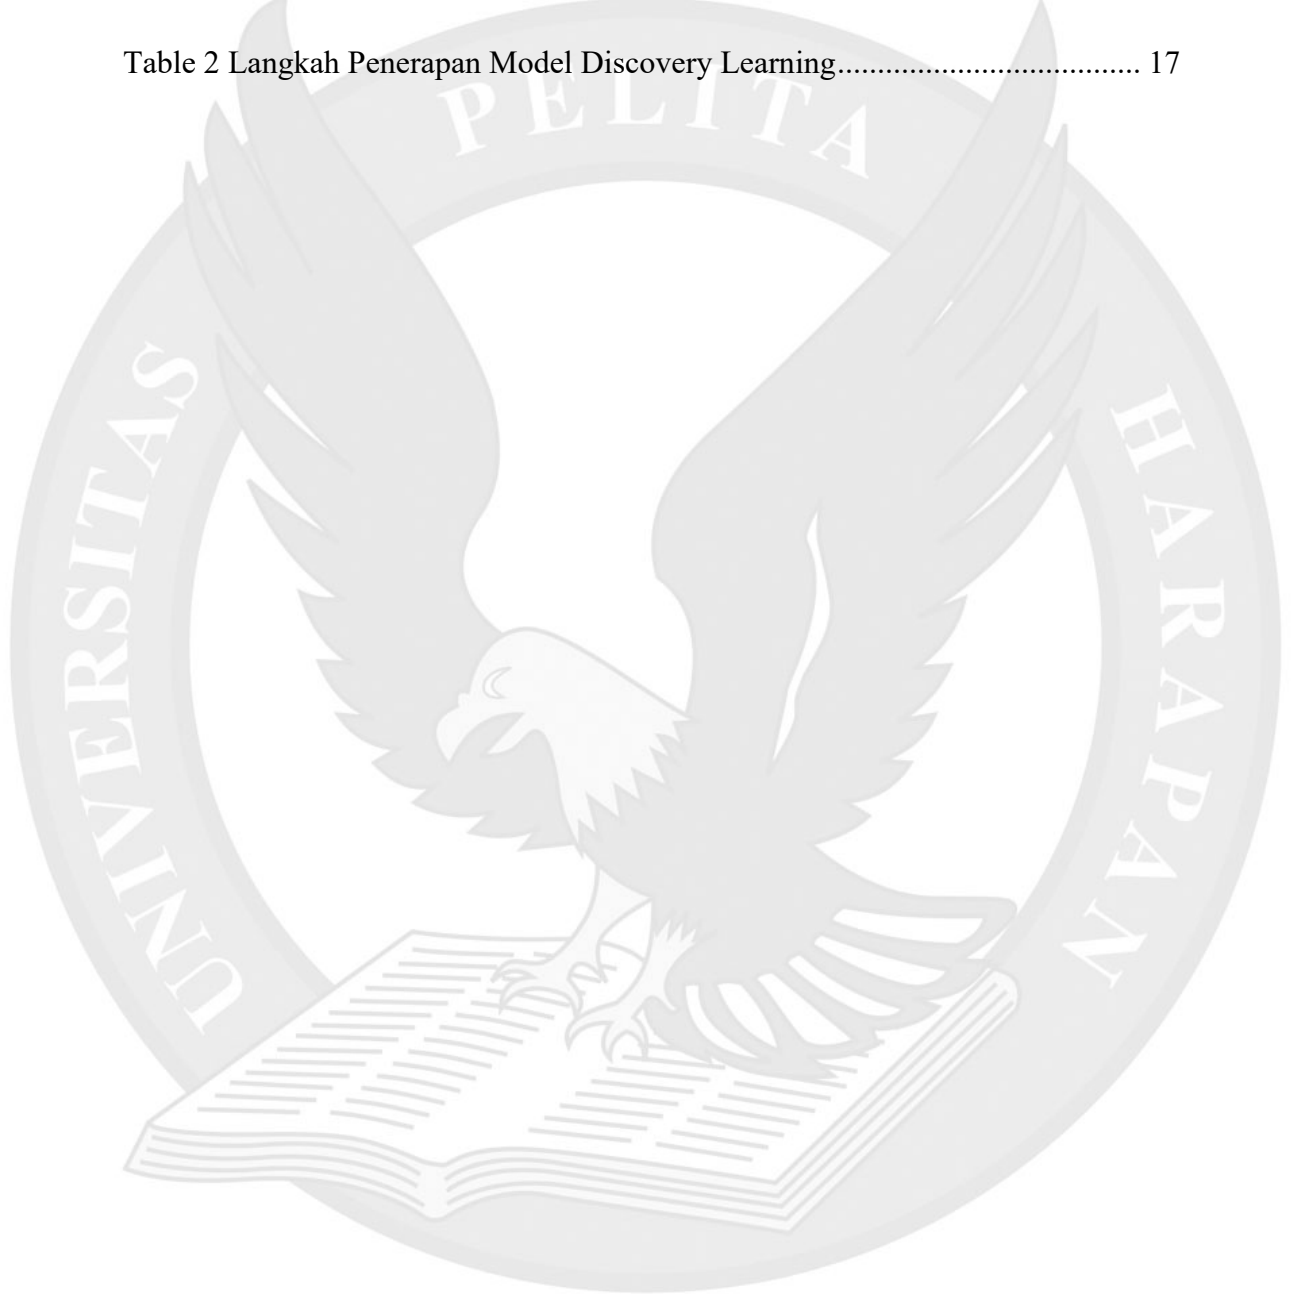 Table 2 Langkah Penerapan Model Discovery Learning...................................... 17
PELITA
UNIVERSITAS
HARAPAN